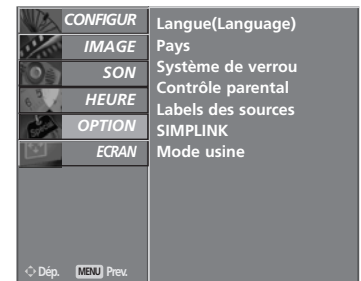 CONFIGUR
IMAGE
SON
HEURE
OPTION
ECRAN
Langue(Language)
Pays
Système de verrou
Contrôle parental
Labels des sources
SIMPLINK
Mode usine
Dép. MENU Prev.